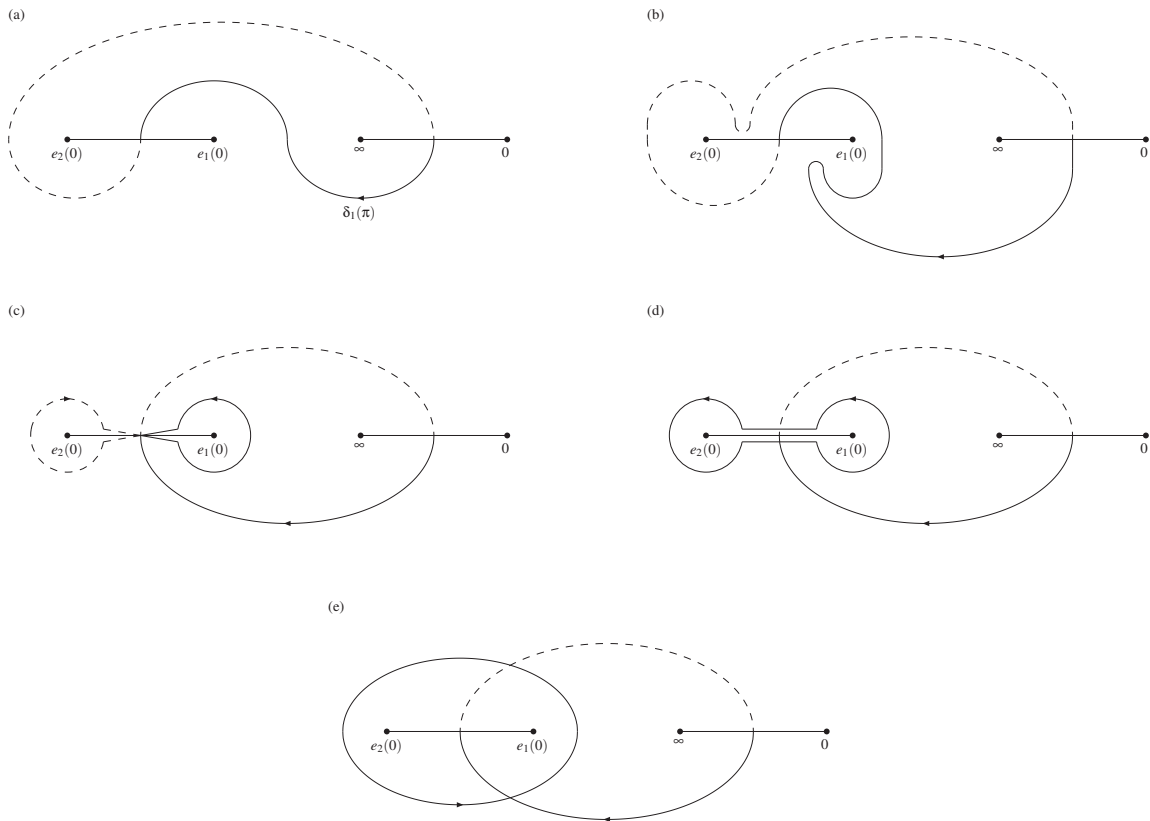 (a)
e₂(0) e₁(0) ∞ 0
δ₁(π)
(b)
e₂(0) e₁(0) ∞ 0
(c)
e₂(0) e₁(0) ∞ 0
(d)
e₂(0) e₁(0) ∞ 0
(e)
e₂(0) e₁(0) ∞ 0